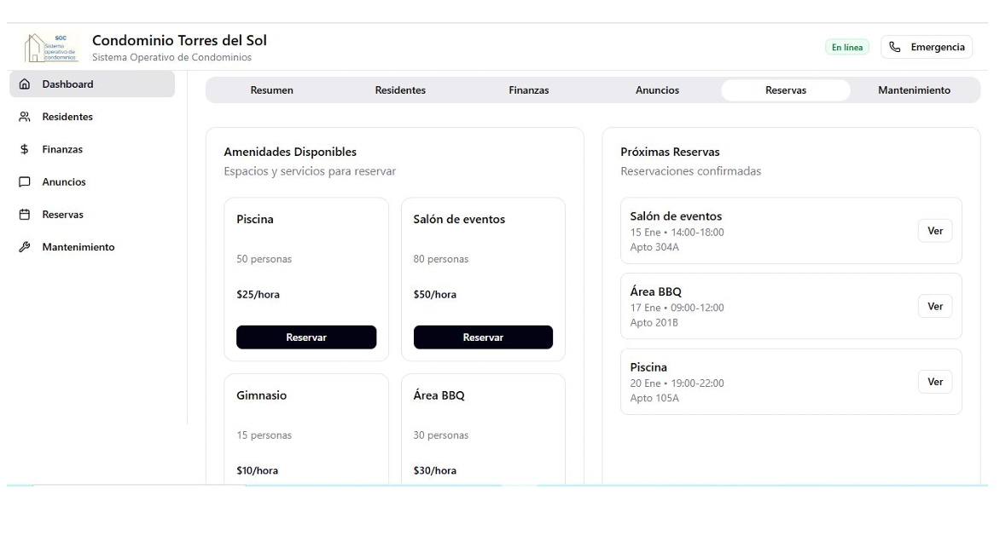 SOC
Sistema
operativo de
condominios
Condominio Torres del Sol
Sistema Operativo de Condominios
En línea
Emergencia
Dashboard
Residentes
Finanzas
Anuncios
Reservas
Mantenimiento
Resumen
Residentes
Finanzas
Anuncios
Reservas
Mantenimiento
Amenidades Disponibles
Espacios y servicios para reservar
Piscina
50 personas
$25/hora
Reservar
Salón de eventos
80 personas
$50/hora
Reservar
Gimnasio
15 personas
$10/hora
Área BBQ
30 personas
$30/hora
Próximas Reservas
Reservaciones confirmadas
Salón de eventos
15 Ene • 14:00-18:00
Apto 304A
Ver
Área BBQ
17 Ene • 09:00-12:00
Apto 201B
Ver
Piscina
20 Ene • 19:00-22:00
Apto 105A
Ver